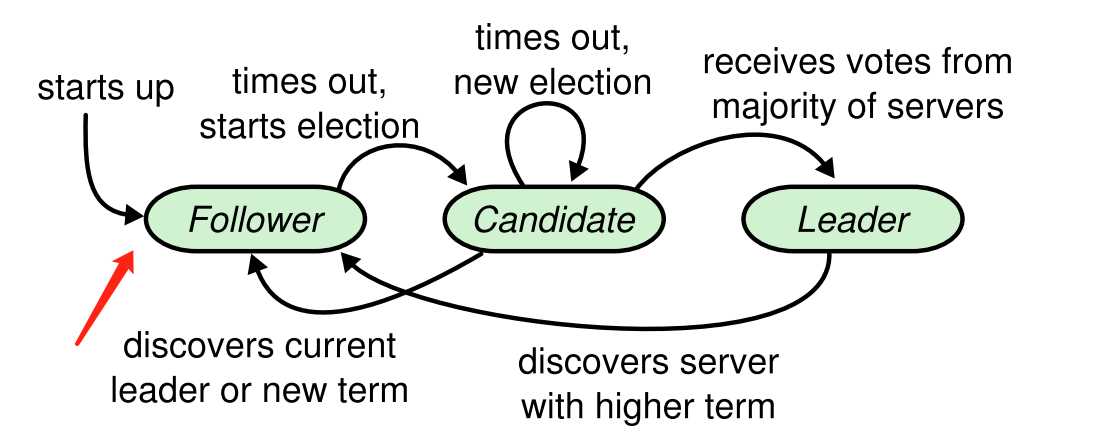 starts up
times out,
starts election
times out,
new election
receives votes from
majority of servers
Follower
Candidate
Leader
discovers current
leader or new term
discovers server
with higher term